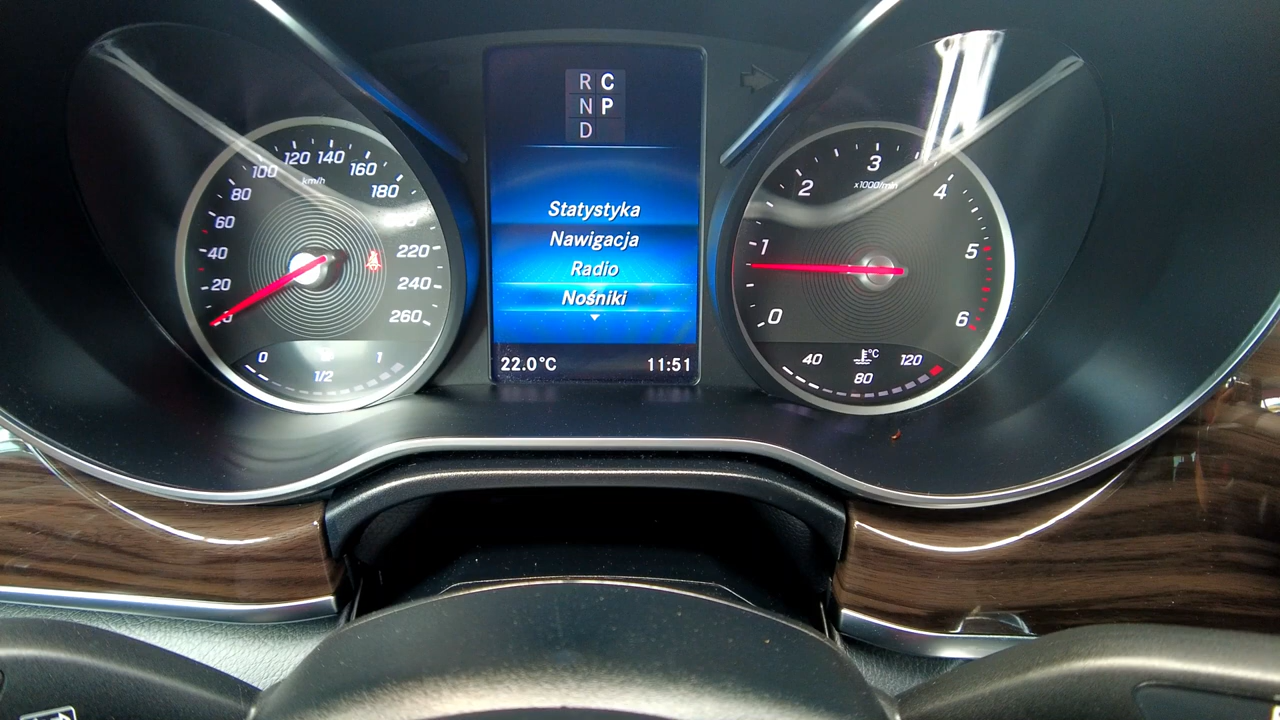 R C
N P
D
Statystyka
Nawigacja
Radio
Nośniki
22.0°C
11:51
0
20
40
60
80
100
120
140
160
180
220
240
260
km/h
0
1/2
1
0
1
2
3
4
5
6
x1000/min
40
80
120
°C